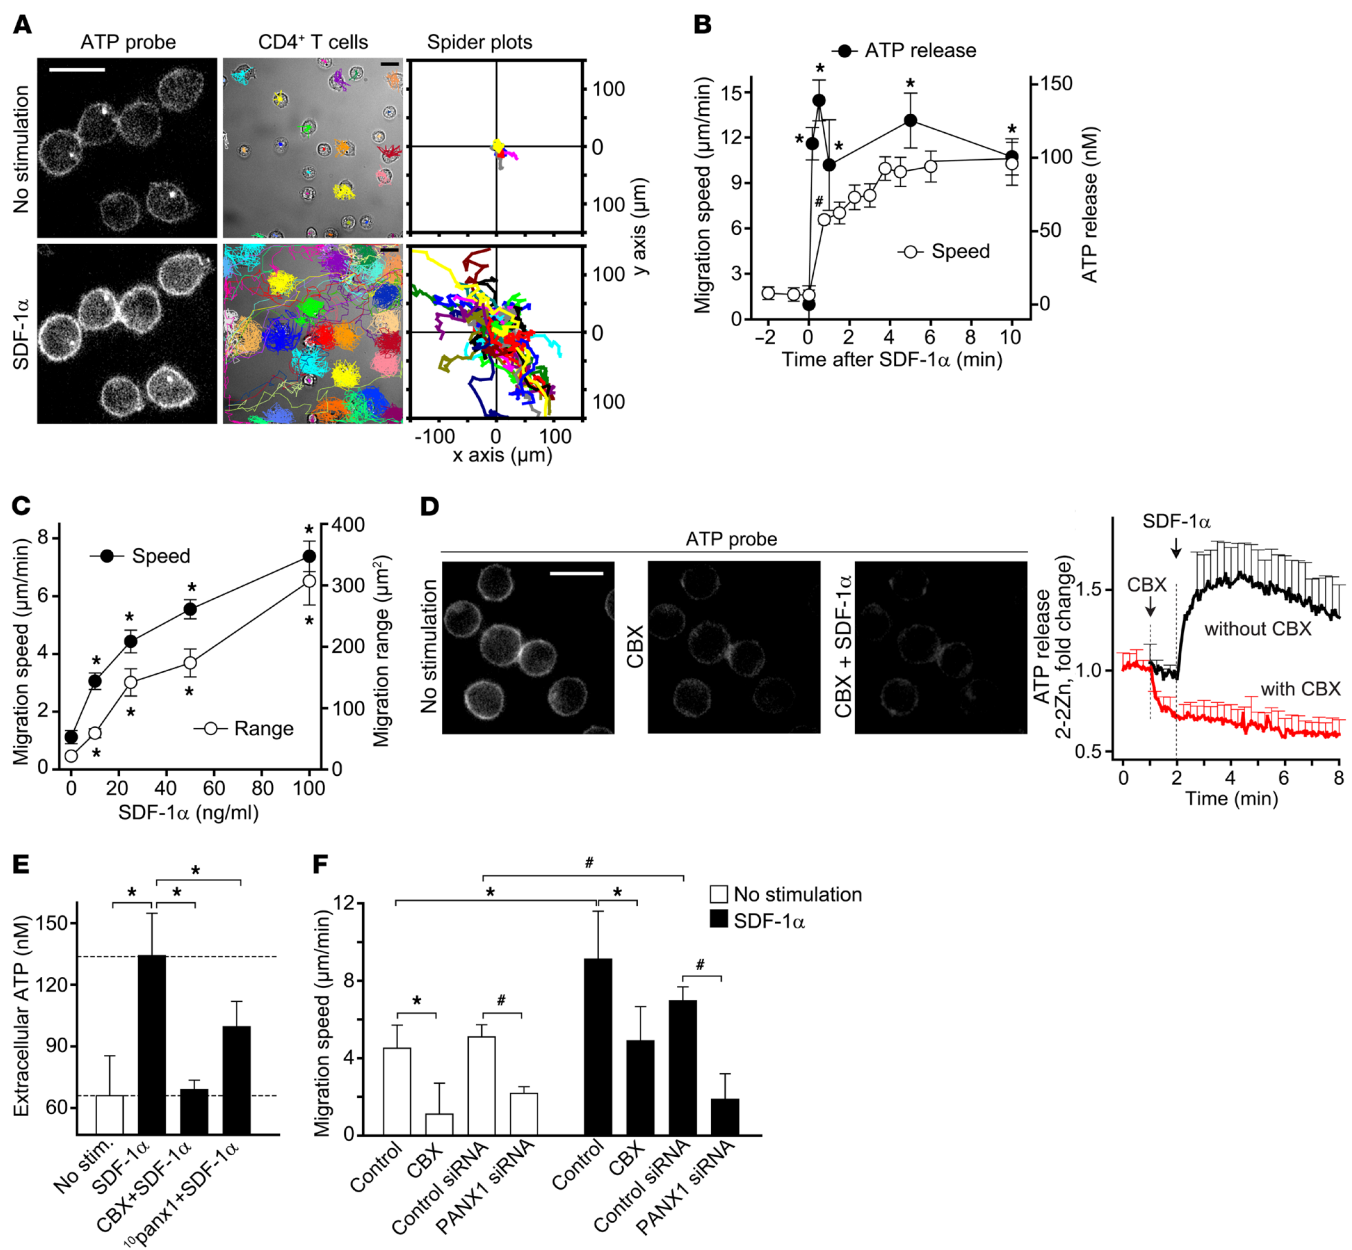 A
ATP probe
CD4+ T cells
Spider plots
No stimulation
100
0
100
SDF-1α
100
0
100
y axis (µm)
-100
0
100
x axis (µm)
B
ATP release
Migration speed (µm/min)
15
12
9
6
3
0
*
*
*
*
*
#
Speed
150
100
50
0
ATP release (nM)
−2
0
2
4
6
8
10
Time after SDF-1α (min)
C
Migration speed (µm/min)
8
6
4
2
0
Speed
Range
*
*
*
*
*
*
*
*
400
300
200
100
0
Migration range (µm²)
0
20
40
60
80
100
SDF-1α (ng/ml)
D
ATP probe
No stimulation
CBX
CBX + SDF-1α
SDF-1α
CBX
ATP release
2-2Zn, fold change)
1.5
1.0
0.5
without CBX
with CBX
0
2
4
6
8
Time (min)
E
Extracellular ATP (nM)
150
120
90
60
*
*
*
No stim.
SDF-1α
CBX+SDF-1α
10panx1+SDF-1α
F
Migration speed (µm/min)
12
8
4
0
#
*
*
*
#
#
No stimulation
SDF-1α
Control
CBX
Control siRNA
PANX1 siRNA
Control
CBX
Control siRNA
PANX1 siRNA